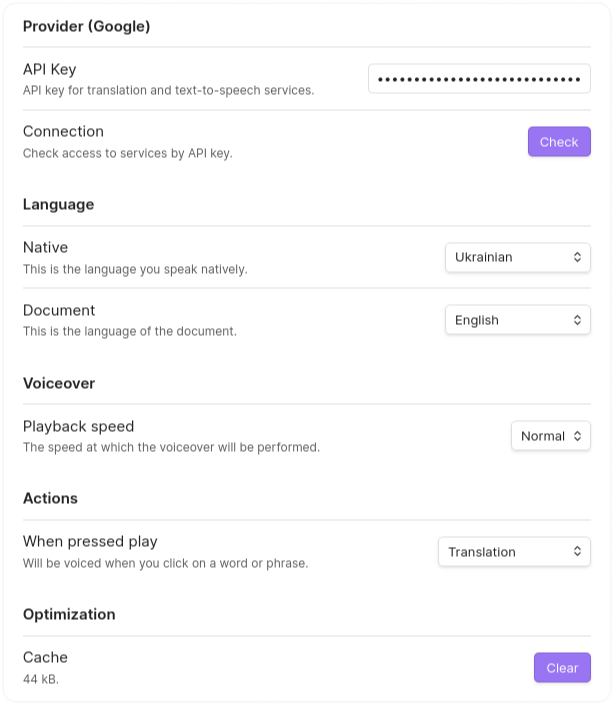 Provider (Google)
API Key
API key for translation and text-to-speech services.
••••••••••••••••••••••••••••
Connection
Check access to services by API key.
Check
Language
Native
This is the language you speak natively.
Ukrainian
Document
This is the language of the document.
English
Voiceover
Playback speed
The speed at which the voiceover will be performed.
Normal
Actions
When pressed play
Will be voiced when you click on a word or phrase.
Translation
Optimization
Cache
44 kB.
Clear